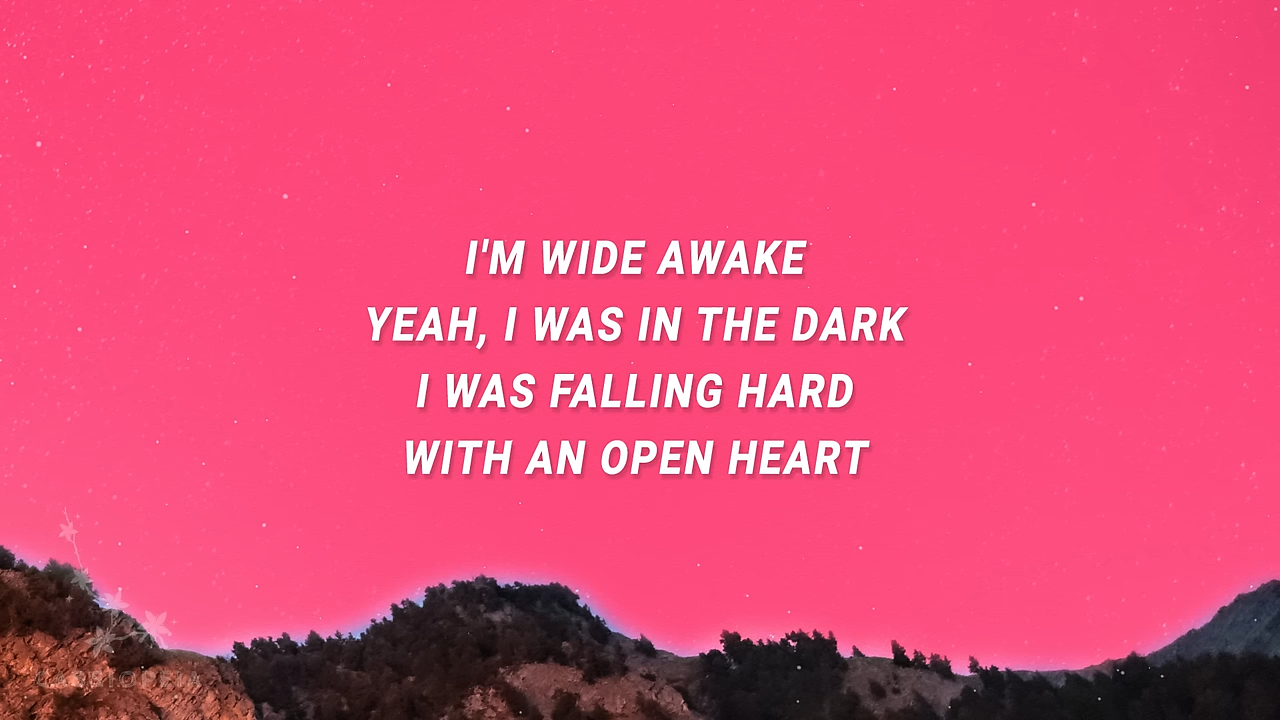 I'M WIDE AWAKE
YEAH, I WAS IN THE DARK
I WAS FALLING HARD
WITH AN OPEN HEART